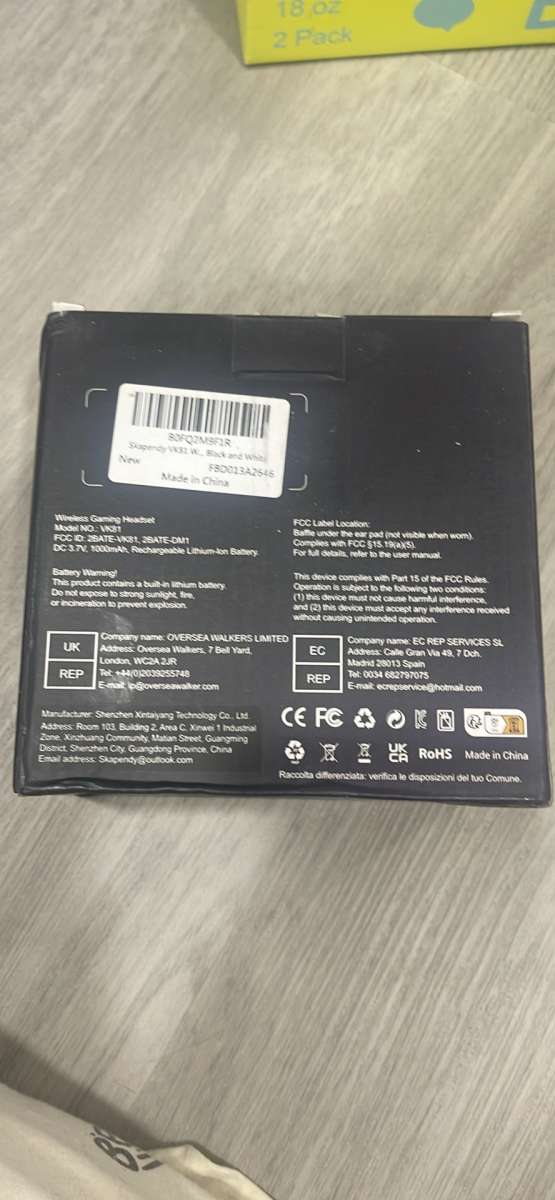 18 oz
2 Pack
B0FQ2M9F1R
Skapendy VK81 W..., Black and White
New
FBD013A2646
Made in China
Wireless Gaming Headset
Model NO.: VK81
FCC ID: 2BATE-VK81, 2BATE-DM1
DC 3.7V, 1000mAh, Rechargeable Lithium-Ion Battery.
Battery Warning!
This product contains a built-in lithium battery.
Do not expose to strong sunlight, fire,
or incineration to prevent explosion.
FCC Label Location:
Baffle under the ear pad (not visible when worn).
Complies with FCC §15.19(a)(5).
For full details, refer to the user manual.
This device complies with Part 15 of the FCC Rules.
Operation is subject to the following two conditions:
(1) this device must not cause harmful interference,
and (2) this device must accept any interference received
without causing unintended operation.
UK
REP
Company name: OVERSEA WALKERS LIMITED
Address: Oversea Walkers, 7 Bell Yard,
London, WC2A 2JR
Tel: +44(0)2039255748
E-mail: ip@overseawalker.com
EC
REP
Company name: EC REP SERVICES SL
Address: Calle Gran Via 49, 7 Dch.
Madrid 28013 Spain
Tel: 0034 682797075
E-mail: ecrepservice@hotmail.com
Manufacturer: Shenzhen Xintaiyang Technology Co., Ltd.
Address: Room 103, Building 2, Area C, Xinwei 1 Industrial
Zone, Xinzhuang Community, Matian Street, Guangming
District, Shenzhen City, Guangdong Province, China
Email address: Skapendy@outlook.com
CE FC
UK
CA
RoHS
Made in China
Raccolta differenziata: verifica le disposizioni del tuo Comune.